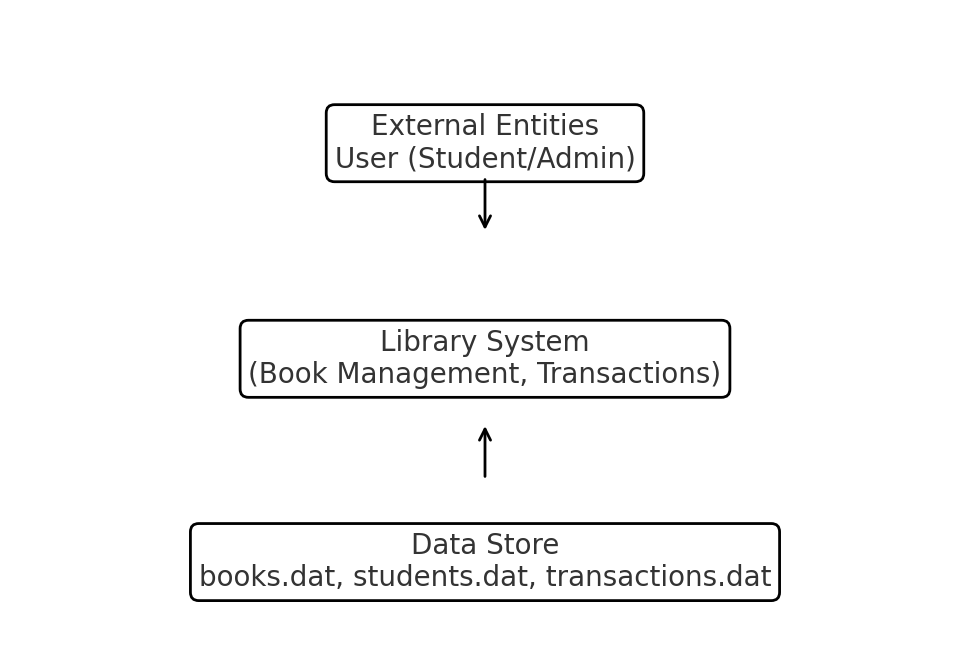 External Entities
User (Student/Admin)
Library System
(Book Management, Transactions)
Data Store
books.dat, students.dat, transactions.dat